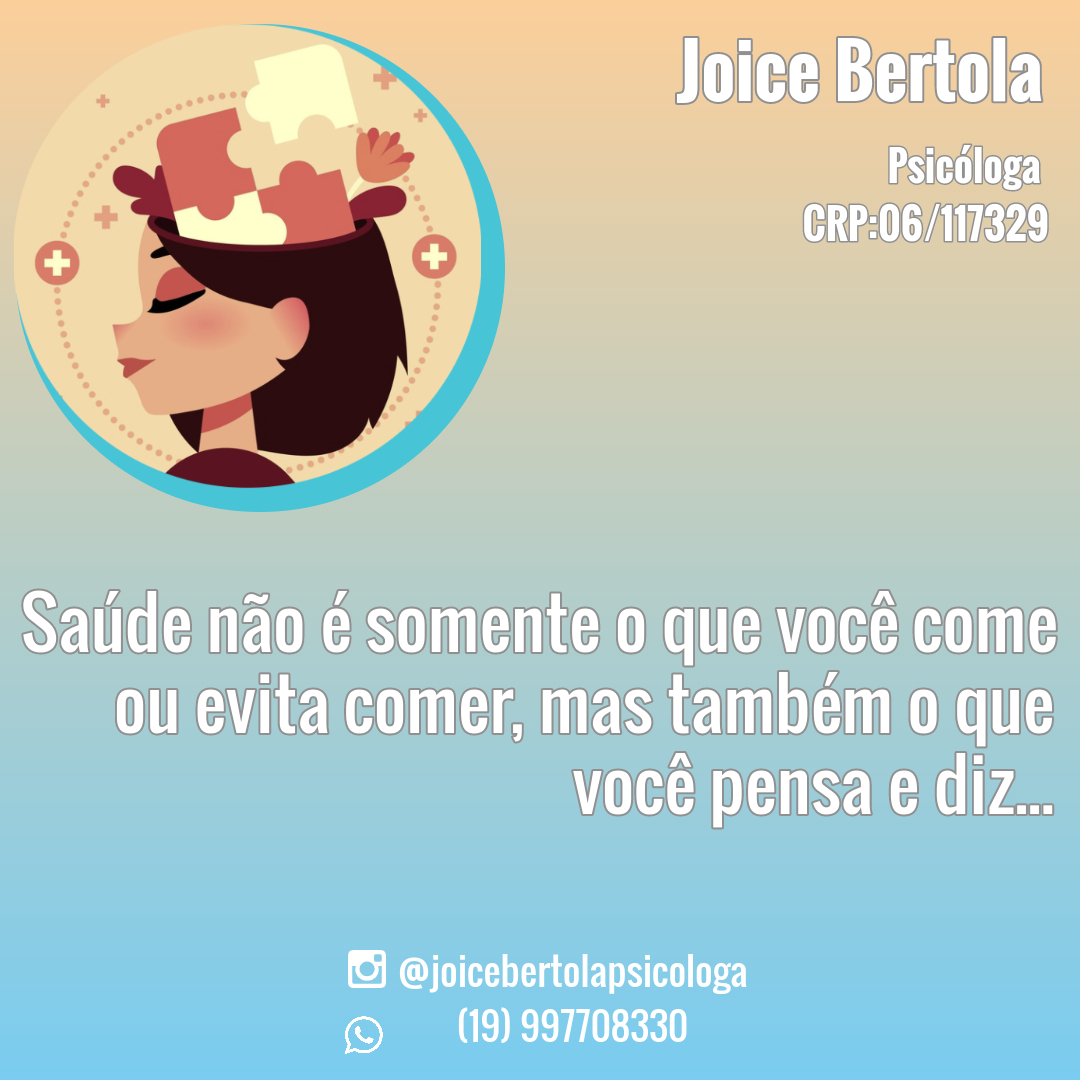 Joice Bertola
Psicóloga
CRP:06/117329
Saúde não é somente o que você come
ou evita comer, mas também o que
você pensa e diz...
@joicebertolapsicologa
(19) 997708330